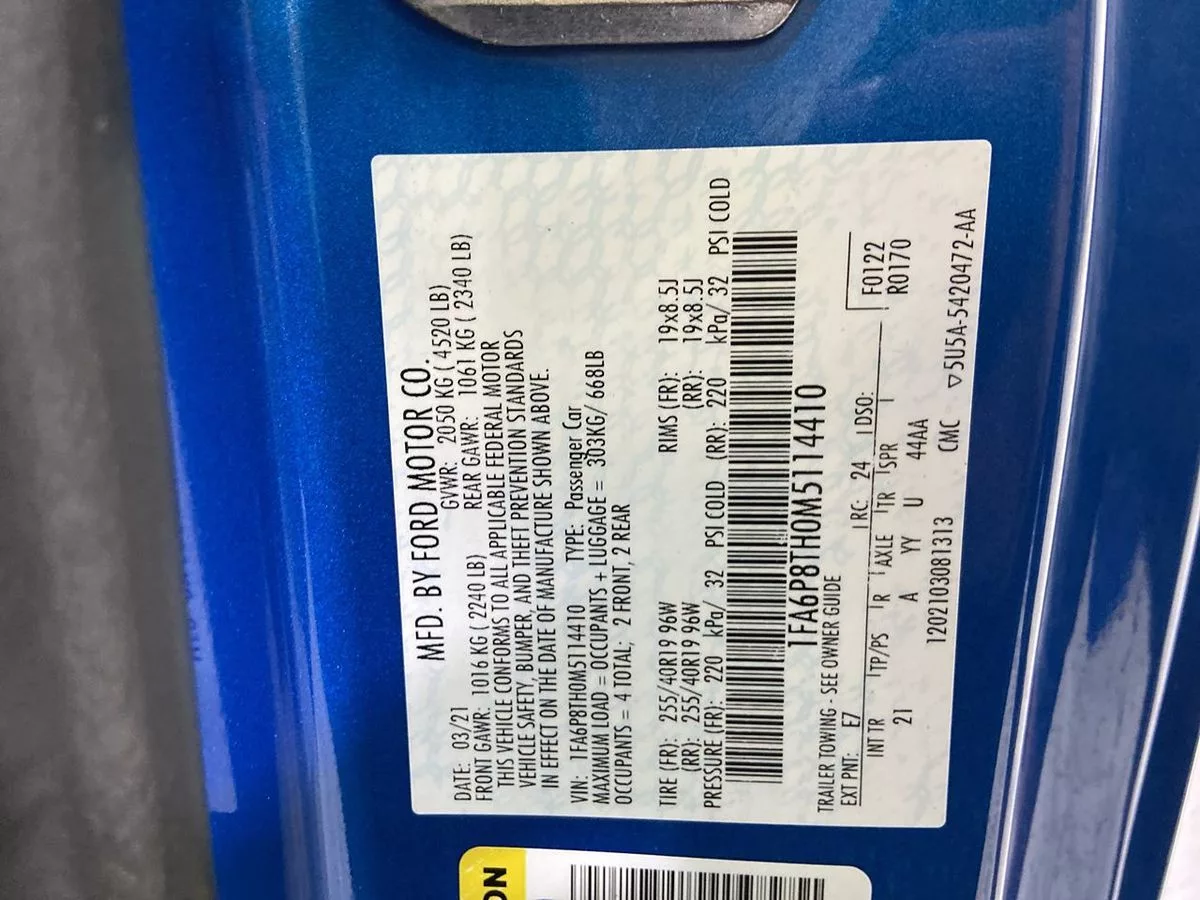 MFD. BY FORD MOTOR CO.
DATE: 03/21 GVWR: 2050 KG ( 4520 LB)
FRONT GAWR: 1016 KG ( 2240 LB) REAR GAWR: 1061 KG ( 2340 LB)
THIS VEHICLE CONFORMS TO ALL APPLICABLE FEDERAL MOTOR
VEHICLE SAFETY, BUMPER, AND THEFT PREVENTION STANDARDS
IN EFFECT ON THE DATE OF MANUFACTURE SHOWN ABOVE.
VIN: 1FA6P8TH0M5114410 TYPE: Passenger Car
MAXIMUM LOAD = OCCUPANTS + LUGGAGE = 303KG/ 668LB
OCCUPANTS = 4 TOTAL; 2 FRONT, 2 REAR
TIRE (FR): 255/40R19 96W RIMS (FR): 19x8.5J
(RR): 255/40R19 96W (RR): 19x8.5J
PRESSURE (FR): 220 kPa/ 32 PSI COLD (RR): 220 kPa/ 32 PSI COLD
1FA6P8TH0M5114410
TRAILER TOWING - SEE OWNER GUIDE
EXT PNT: E7 RC: 24 DSO: F0122
R0170
INT TR TP/PS R AXLE TR SPR
21 A YY U 44AA
1202103081313 CMC ▽5U5A-5420472-AA
ON